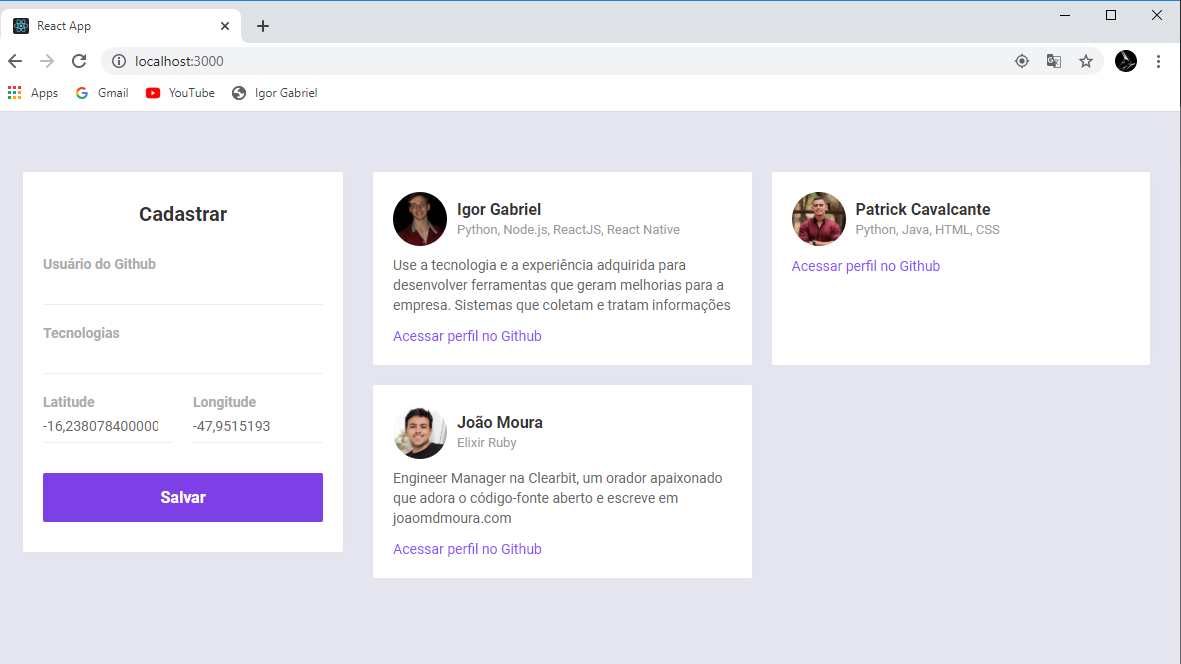 React App
localhost:3000
Apps
Gmail
YouTube
Igor Gabriel
Cadastrar
Usuário do Github
Tecnologias
Latitude
Longitude
-16,238078400000
-47,9515193
Salvar
Igor Gabriel
Python, Node.js, ReactJS, React Native
Use a tecnologia e a experiência adquirida para
desenvolver ferramentas que geram melhorias para a
empresa. Sistemas que coletam e tratam informações
Acessar perfil no Github
Patrick Cavalcante
Python, Java, HTML, CSS
Acessar perfil no Github
João Moura
Elixir Ruby
Engineer Manager na Clearbit, um orador apaixonado
que adora o código-fonte aberto e escreve em
joaomdmoura.com
Acessar perfil no Github